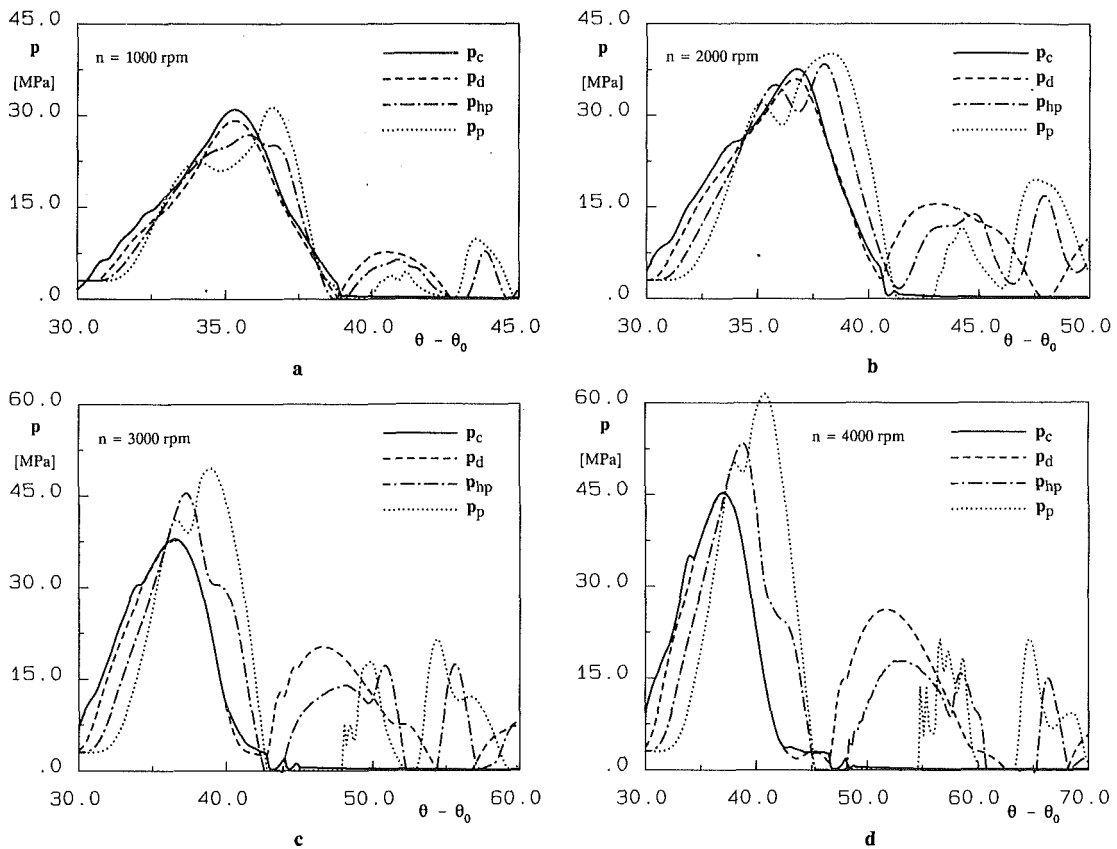 45.0
p
[MPa]
30.0
15.0
.0
n = 1000 rpm
p_c
p_d
p_hp
p_p
30.0 35.0 40.0 45.0
θ - θ_0
a
45.0
p
[MPa]
30.0
15.0
.0
n = 2000 rpm
p_c
p_d
p_hp
p_p
30.0 35.0 40.0 45.0 50.0
θ - θ_0
b
60.0
p
[MPa]
45.0
30.0
15.0
.0
n = 3000 rpm
p_c
p_d
p_hp
p_p
30.0 40.0 50.0 60.0
θ - θ_0
c
60.0
p
[MPa]
45.0
30.0
15.0
.0
n = 4000 rpm
p_c
p_d
p_hp
p_p
30.0 40.0 50.0 60.0 70.0
θ - θ_0
d